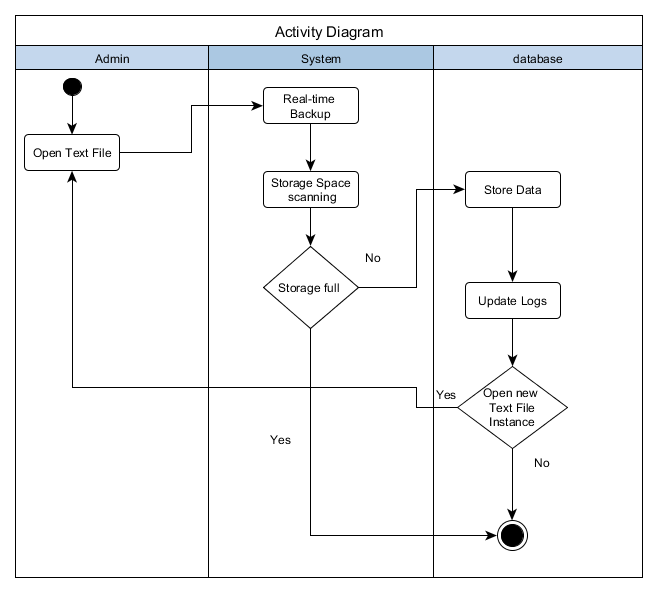 Activity Diagram
Admin
System
database
Open Text File
Real-time
Backup
Storage Space
scanning
Storage full
No
Yes
Store Data
Update Logs
Open new
Text File
Instance
Yes
No